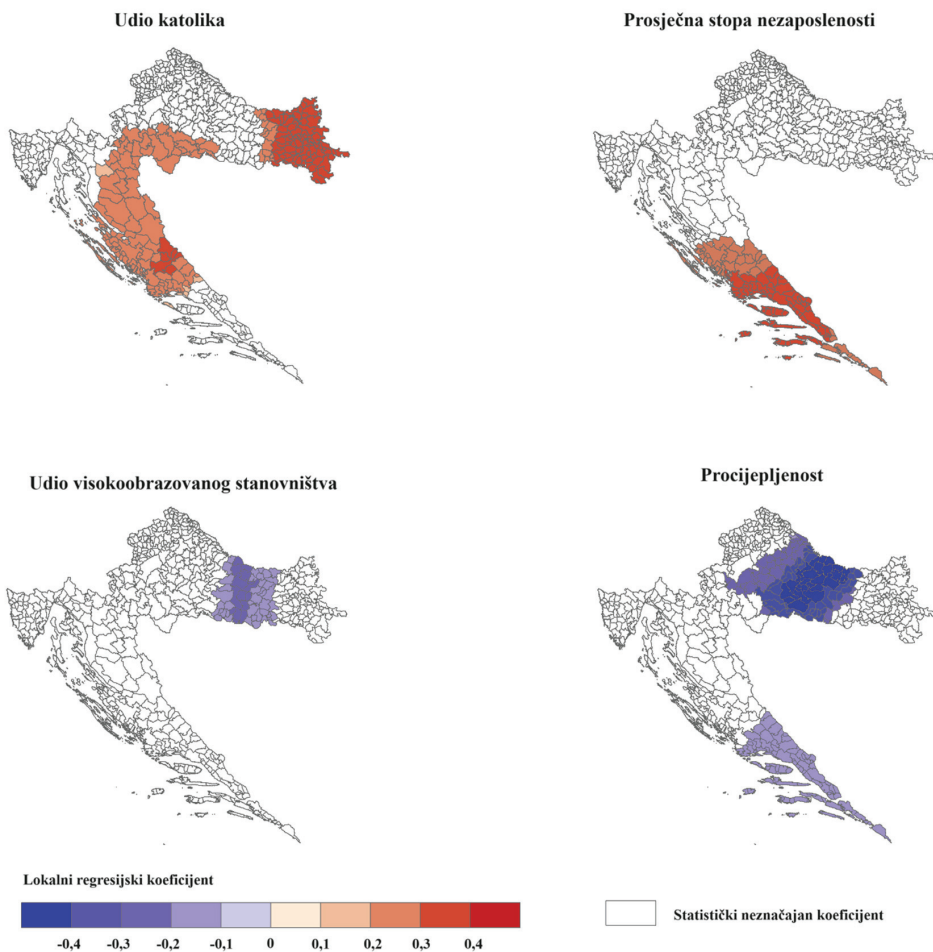 Udio katolika
Prosječna stopa nezaposlenosti
Udio visokoobrazovanog stanovništva
Procijepljenost
Lokalni regresijski koeficijent
-0,4 -0,3 -0,2 -0,1 0 0,1 0,2 0,3 0,4
Statistički neznačajan koeficijent